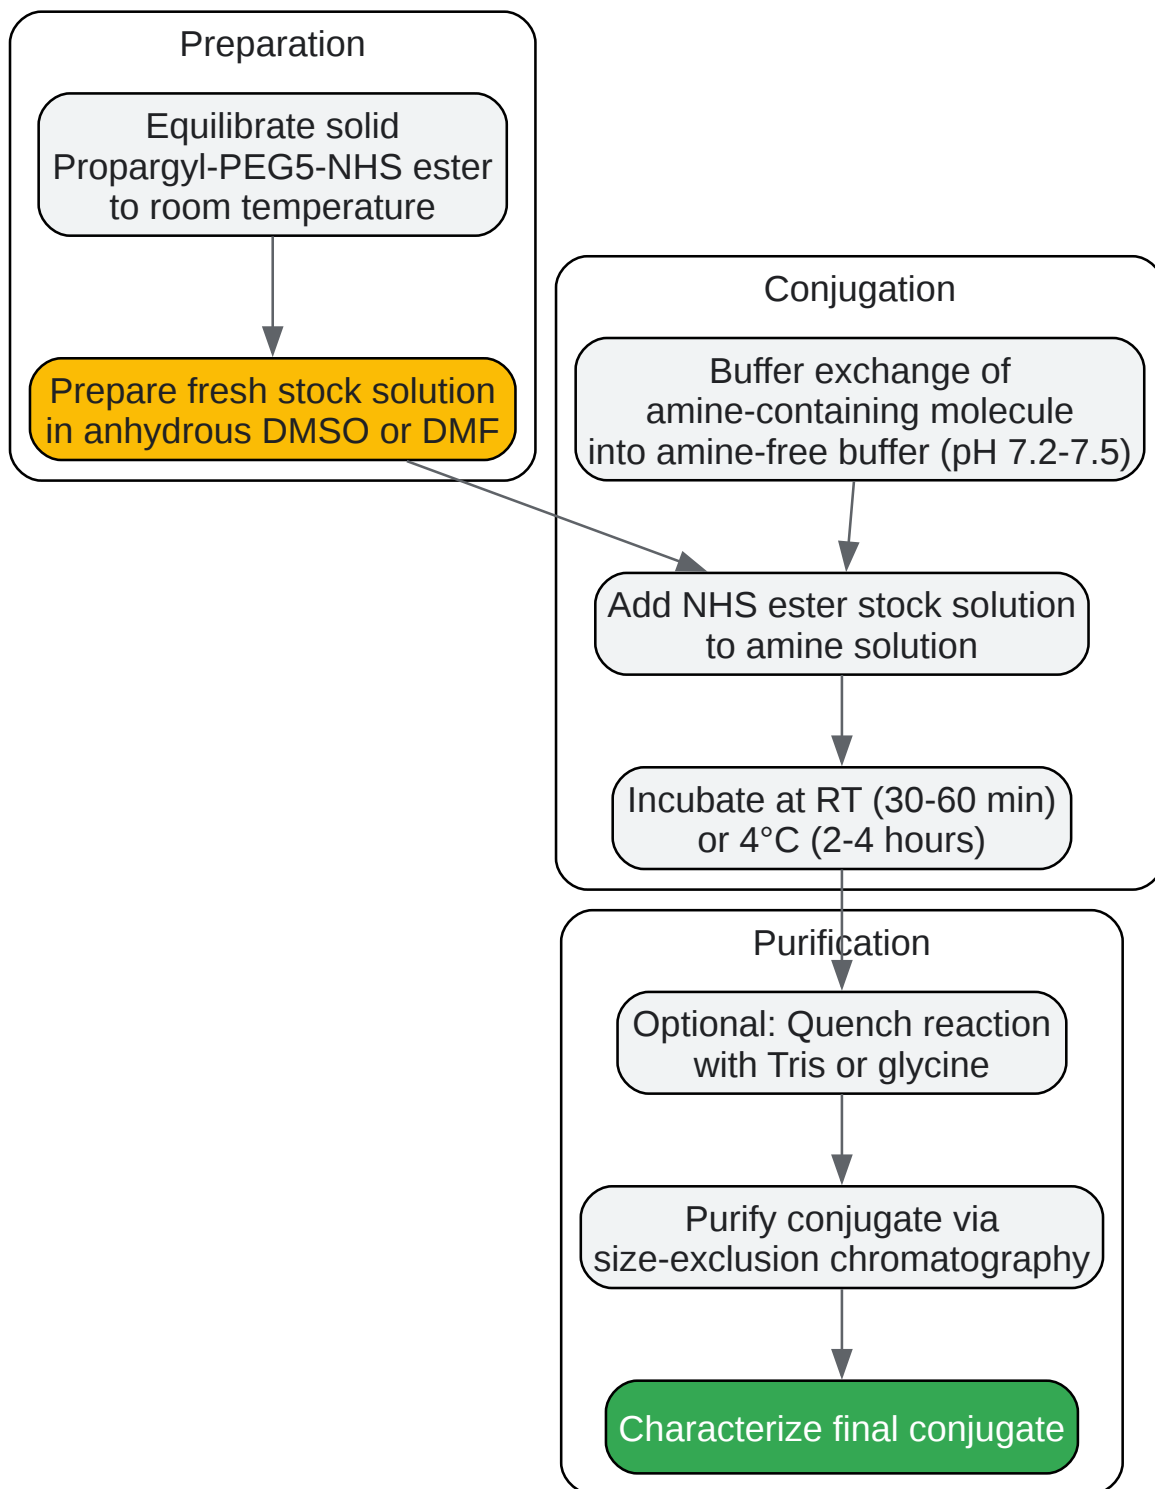 Preparation
Equilibrate solid
Propargyl-PEG5-NHS ester
to room temperature
Prepare fresh stock solution
in anhydrous DMSO or DMF
Conjugation
Buffer exchange of
amine-containing molecule
into amine-free buffer (pH 7.2-7.5)
Add NHS ester stock solution
to amine solution
Incubate at RT (30-60 min)
or 4°C (2-4 hours)
Purification
Optional: Quench reaction
with Tris or glycine
Purify conjugate via
size-exclusion chromatography
Characterize final conjugate